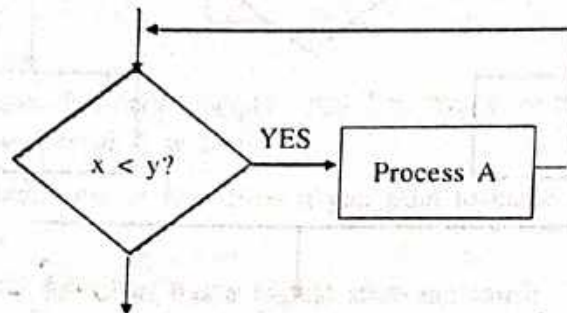 YES
x < y?
Process A